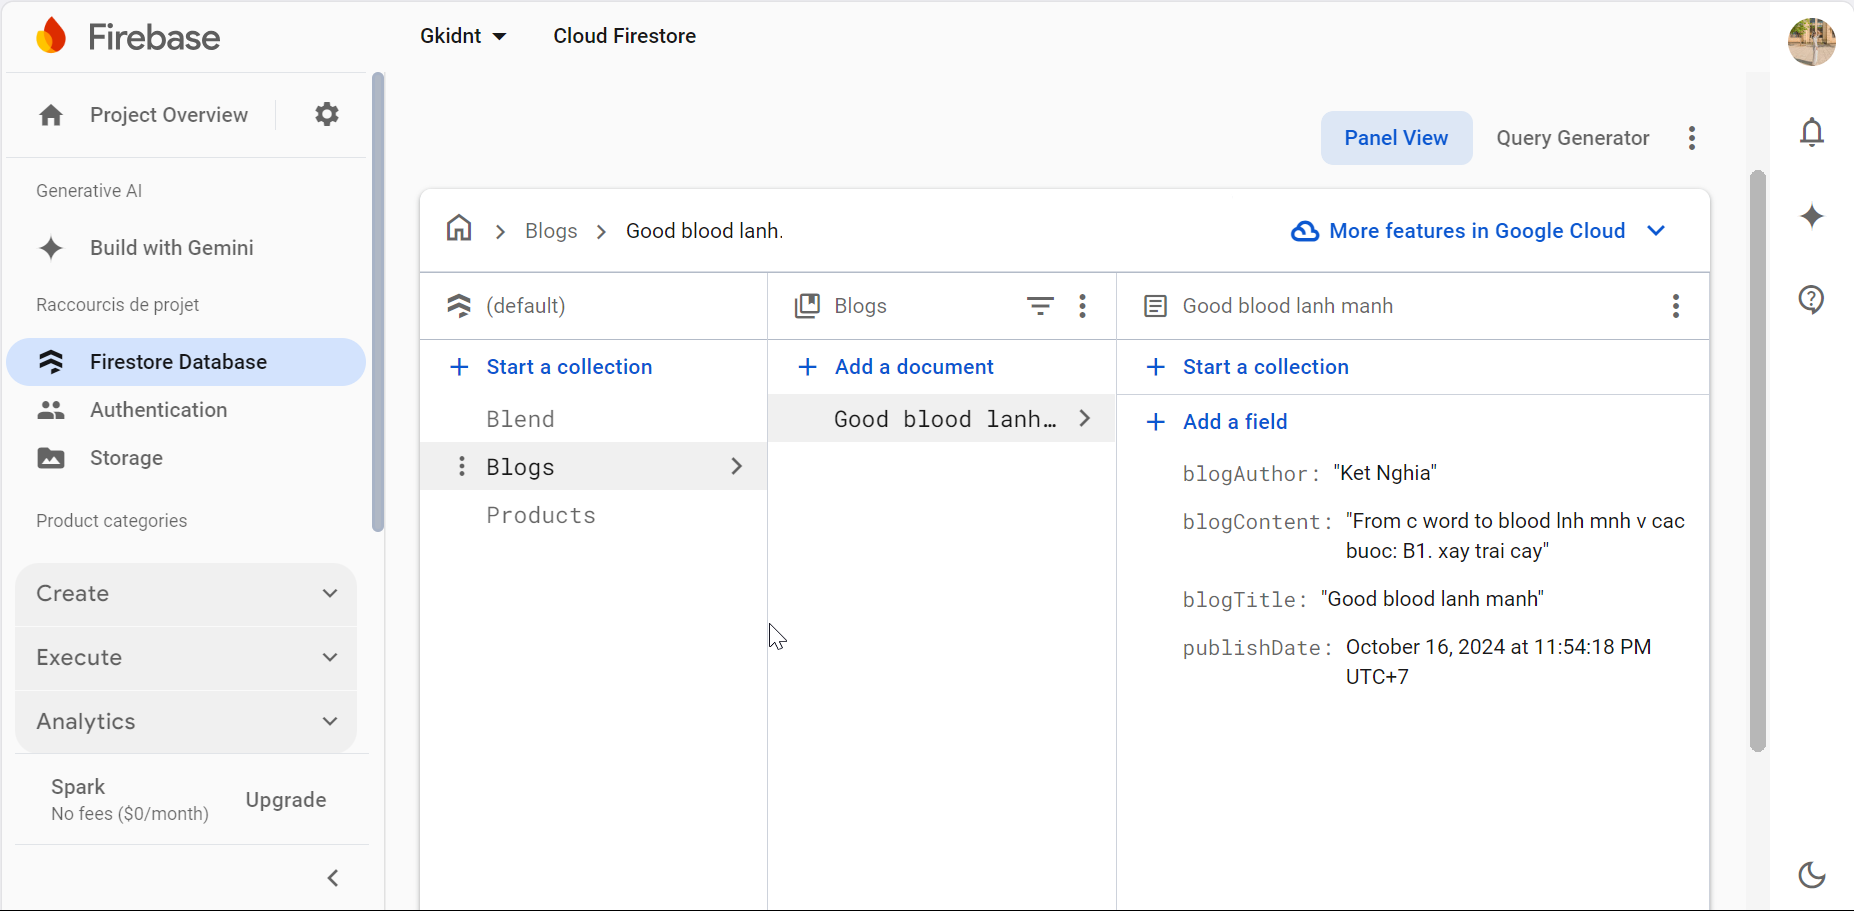 Firebase
Gkidnt
Cloud Firestore
Project Overview
Generative AI
Build with Gemini
Raccourcis de projet
Firestore Database
Authentication
Storage
Product categories
Create
Execute
Analytics
Spark
No fees ($0/month)
Upgrade
Panel View
Query Generator
Blogs
Good blood lanh.
More features in Google Cloud
(default)
Start a collection
Blend
Blogs
Products
Blogs
Add a document
Good blood lanh…
Good blood lanh manh
Start a collection
Add a field
blogAuthor: "Ket Nghia"
blogContent: "From c word to blood lnh mnh v cac
buoc: B1. xay trai cay"
blogTitle: "Good blood lanh manh"
publishDate: October 16, 2024 at 11:54:18 PM
UTC+7